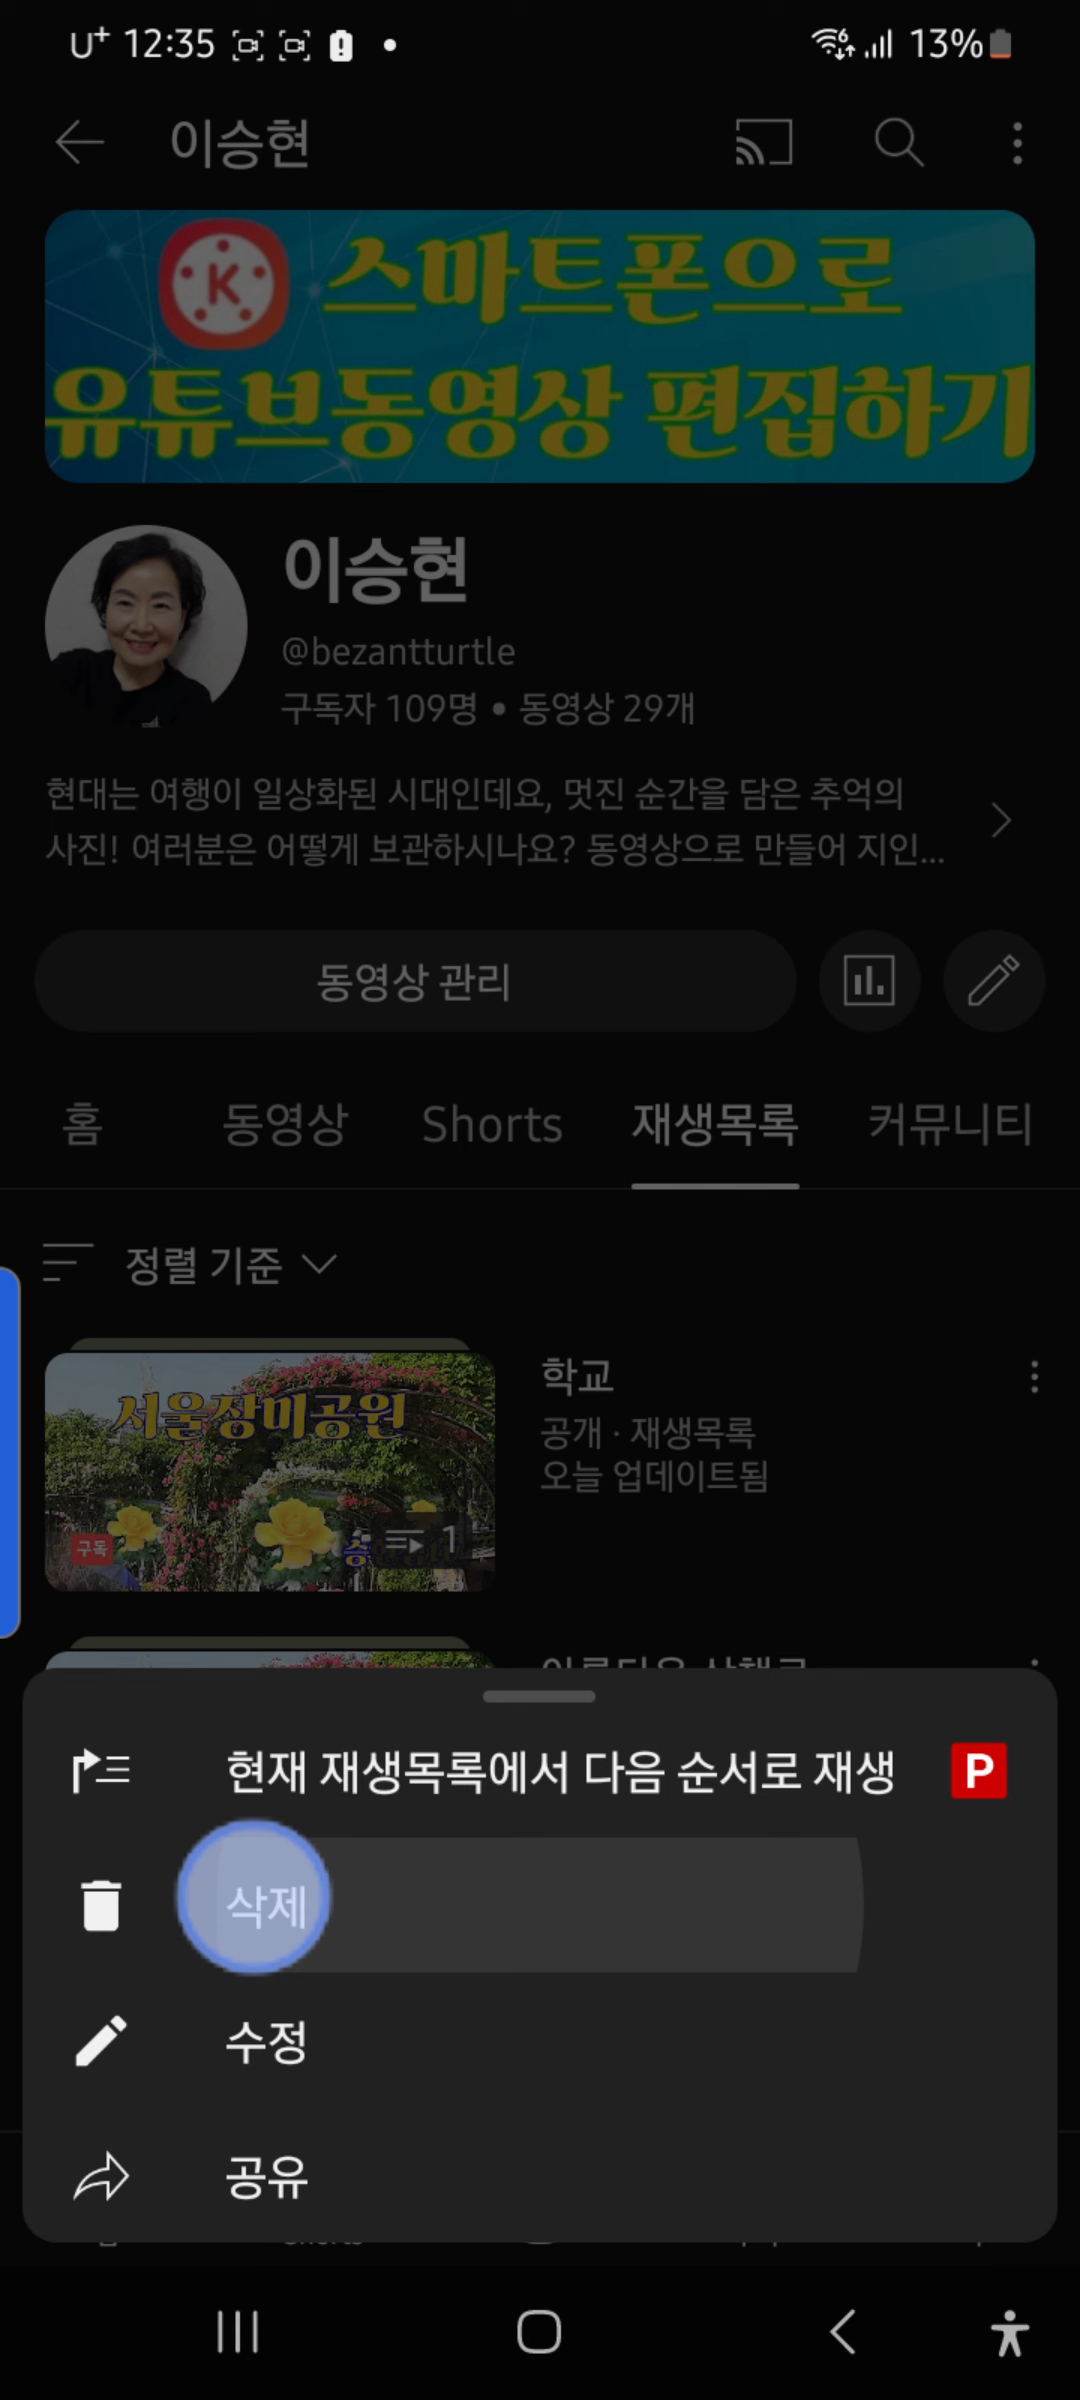 U+ 12:35 13%
이승현
K 스마트폰으로
유튜브동영상 편집하기
이승현
@bezantturtle
구독자 109명 • 동영상 29개
현대는 여행이 일상화된 시대인데요, 멋진 순간을 담은 추억의
사진! 여러분은 어떻게 보관하시나요? 동영상으로 만들어 지인...
동영상 관리
홈 동영상 Shorts 재생목록 커뮤니티
정렬 기준
서울장미공원
구독
1
학교
공개 · 재생목록
오늘 업데이트됨
현재 재생목록에서 다음 순서로 재생 P
삭제
수정
공유